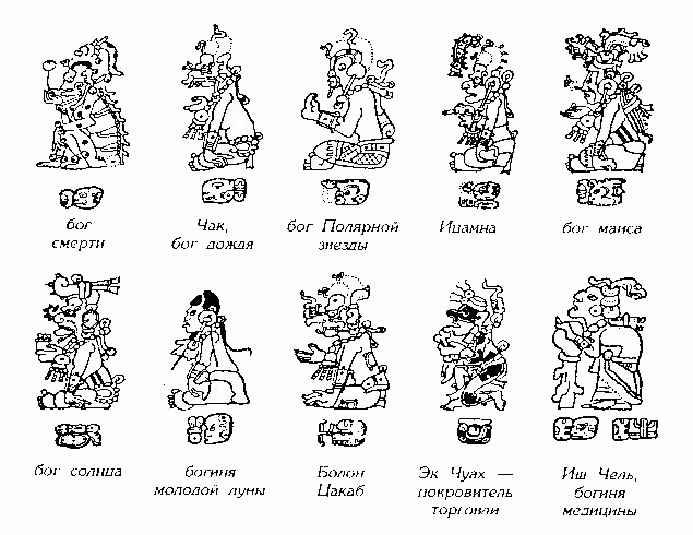 бог
смерти
Чак,
бог дождя
бог Полярной
звезды
Ицамна
бог маиса
бог солнца
богиня
молодой луны
Болон
Цакаб
Эк Чуах —
покровитель
торговли
Иш Чель,
богиня
медицины